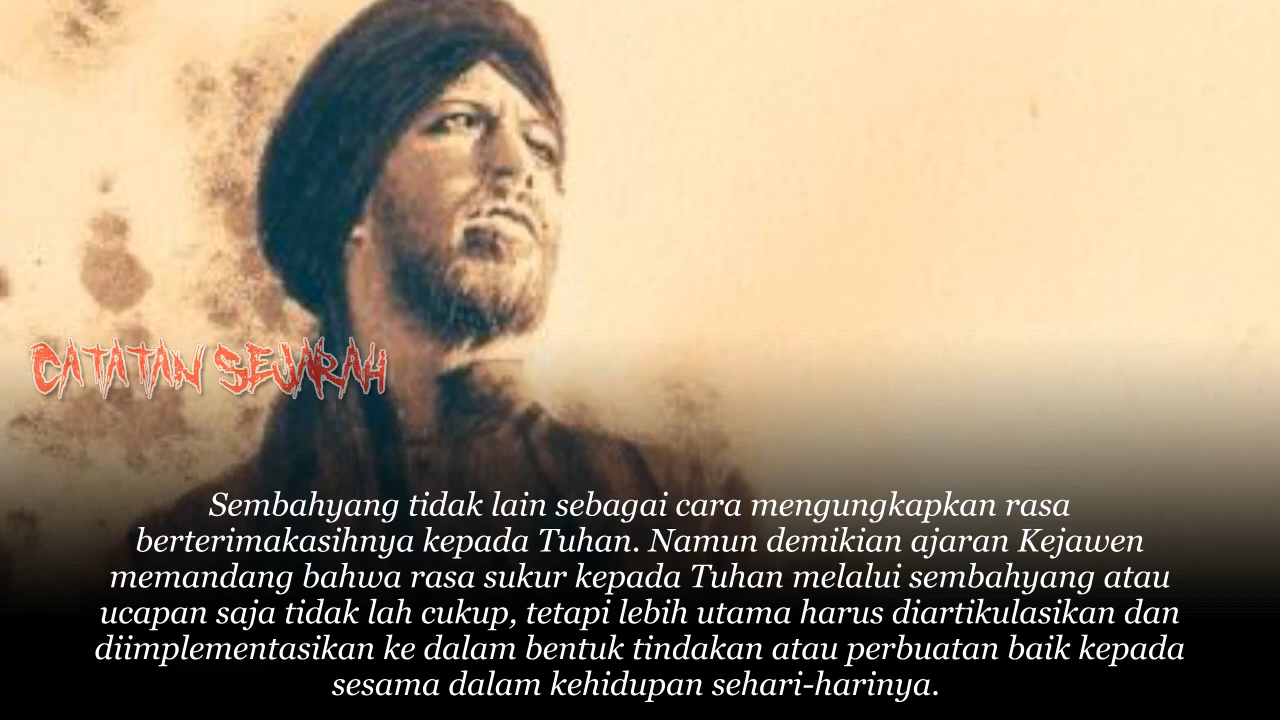 CATATAN SEJARAH
Sembahyang tidak lain sebagai cara mengungkapkan rasa
berterimakasihnya kepada Tuhan. Namun demikian ajaran Kejawen
memandang bahwa rasa sukur kepada Tuhan melalui sembahyang atau
ucapan saja tidak lah cukup, tetapi lebih utama harus diartikulasikan dan
diimplementasikan ke dalam bentuk tindakan atau perbuatan baik kepada
sesama dalam kehidupan sehari-harinya.